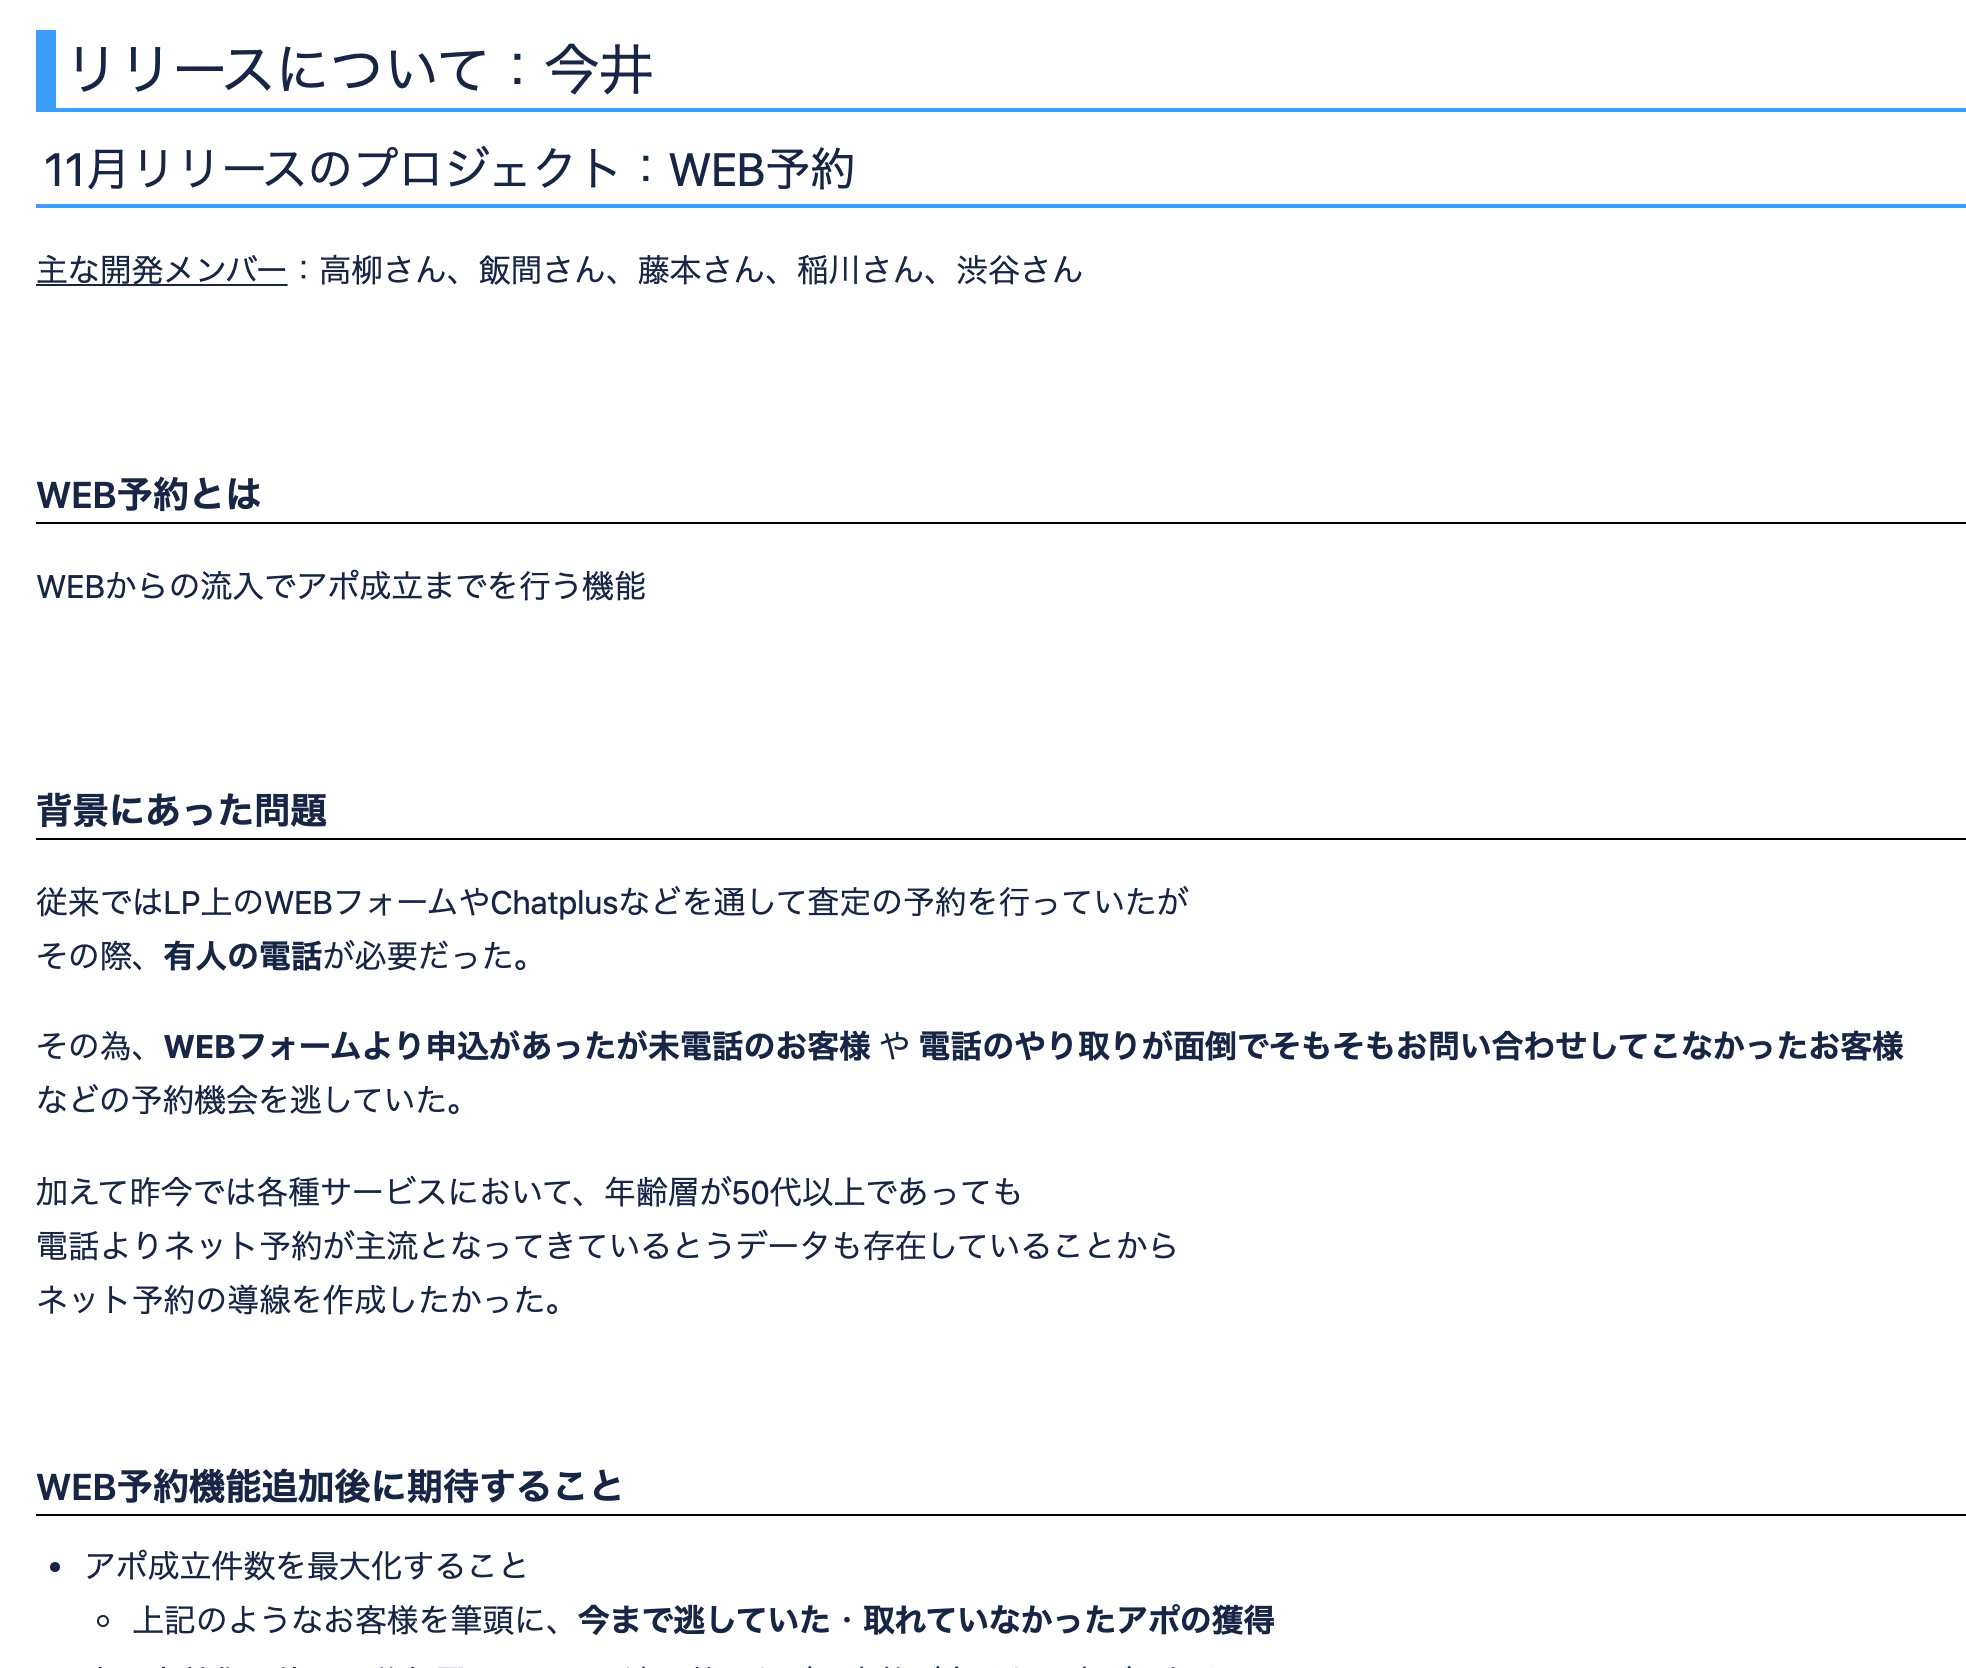 リリースについて：今井
11月リリースのプロジェクト：WEB予約
主な開発メンバー：高柳さん、飯間さん、藤本さん、稲川さん、渋谷さん
WEB予約とは
WEBからの流入でアポ成立までを行う機能
背景にあった問題
従来ではLP上のWEBフォームやChatplusなどを通して査定の予約を行っていたが
その際、有人の電話が必要だった。
その為、WEBフォームより申込があったが未電話のお客様 や 電話のやり取りが面倒でそもそもお問い合わせしてこなかったお客様
などの予約機会を逃していた。
加えて昨今では各種サービスにおいて、年齢層が50代以上であっても
電話よりネット予約が主流となってきているとうデータも存在していることから
ネット予約の導線を作成したかった。
WEB予約機能追加後に期待すること
• アポ成立件数を最大化すること
◦ 上記のようなお客様を筆頭に、今まで逃していた・取れていなかったアポの獲得